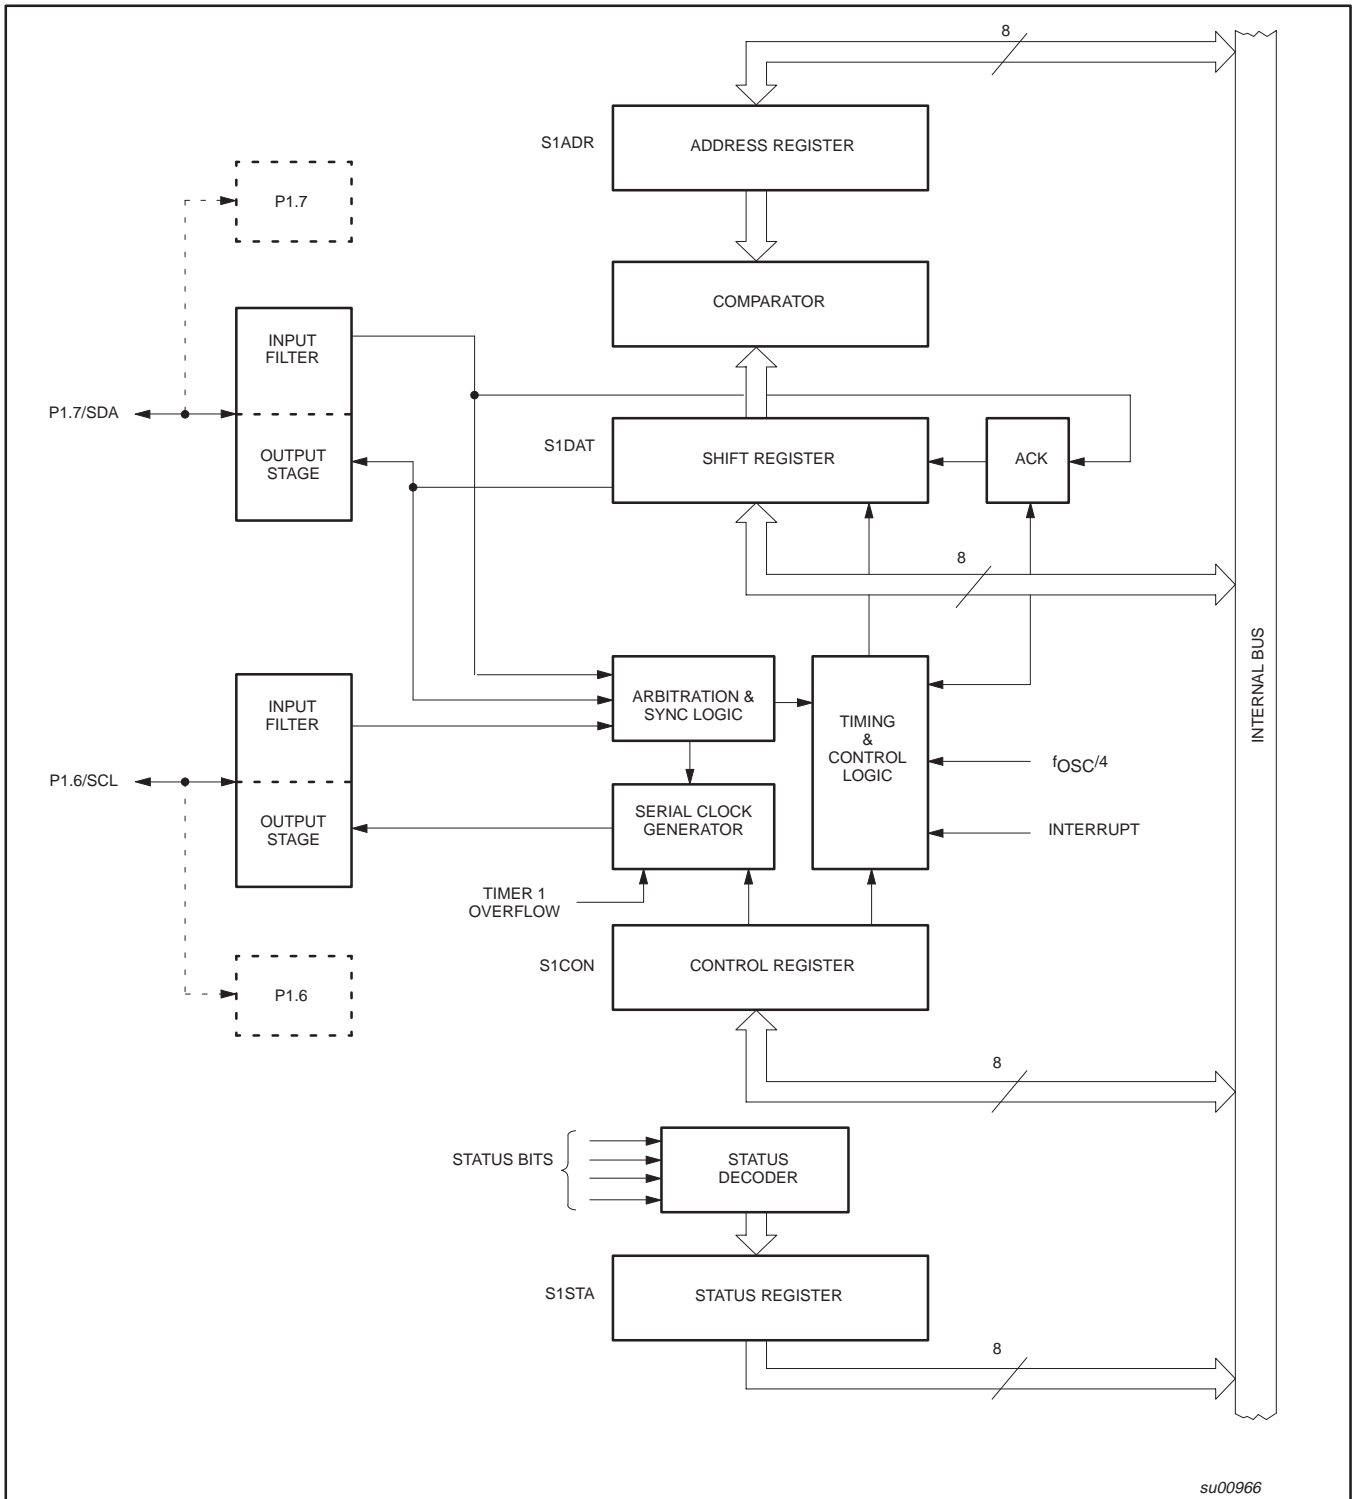 8
S1ADR
ADDRESS REGISTER
P1.7
COMPARATOR
INPUT
FILTER
P1.7/SDA
OUTPUT
STAGE
S1DAT
SHIFT REGISTER
ACK
8
INTERNAL BUS
INPUT
FILTER
ARBITRATION &
SYNC LOGIC
TIMING
&
CONTROL
LOGIC
fOSC/4
P1.6/SCL
OUTPUT
STAGE
SERIAL CLOCK
GENERATOR
INTERRUPT
TIMER 1
OVERFLOW
S1CON
CONTROL REGISTER
P1.6
8
STATUS BITS
STATUS
DECODER
S1STA
STATUS REGISTER
8
su00966